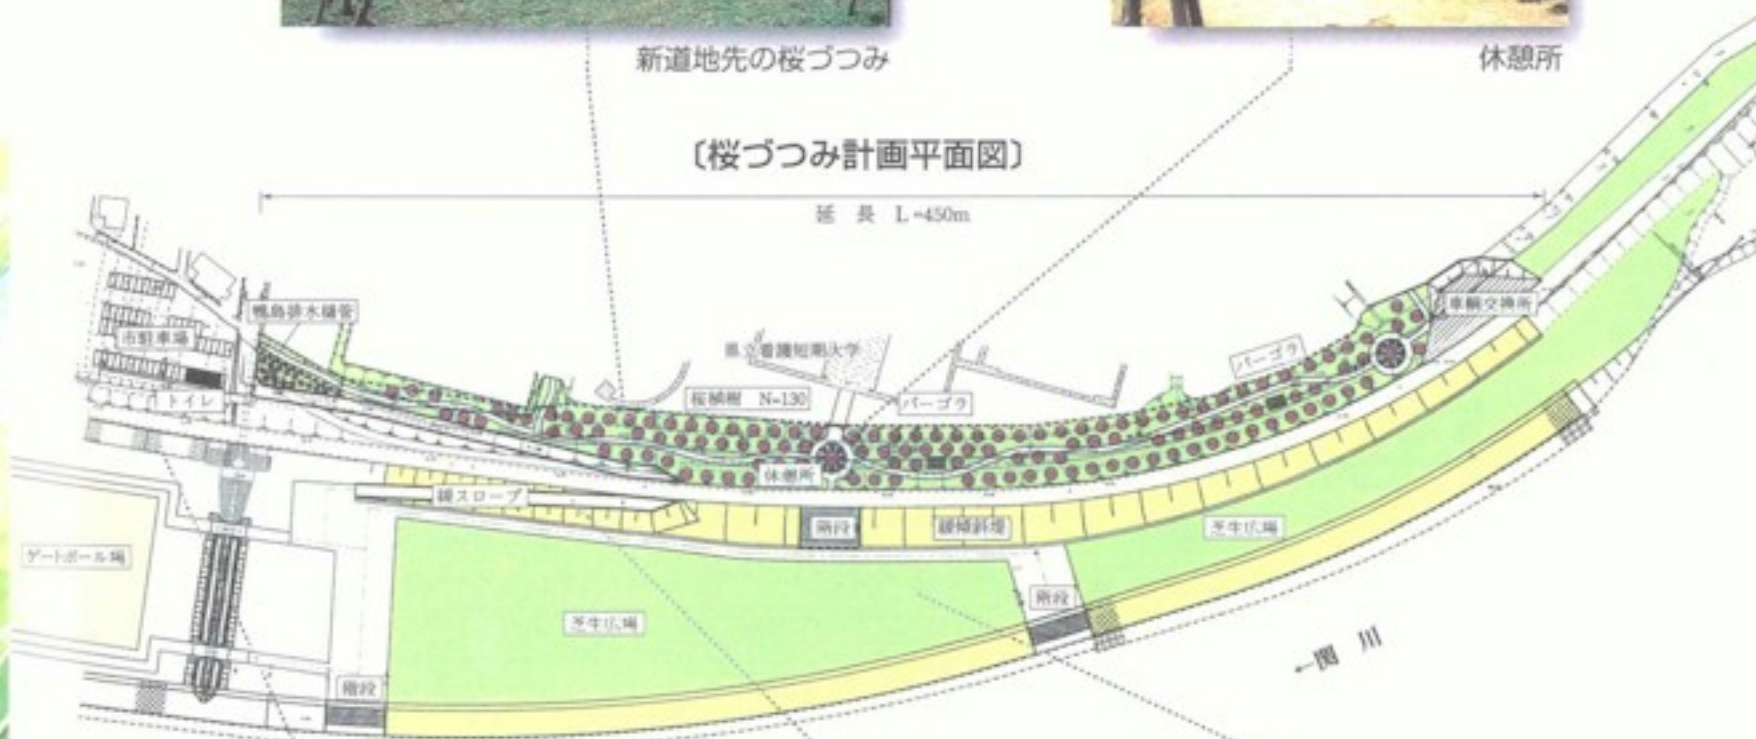 新道地先の桜づつみ
休憩所
〔桜づつみ計画平面図〕
延 長 L=450m
鴨島排水樋管
車輌交換所
市駐車場
県立看護短期大学
パーゴラ
トイレ
桜植樹 N=130
パーゴラ
休憩所
緩スロープ
階段
緩傾斜堤
芝生広場
ゲートボール場
階段
芝生広場
←関 川
階段